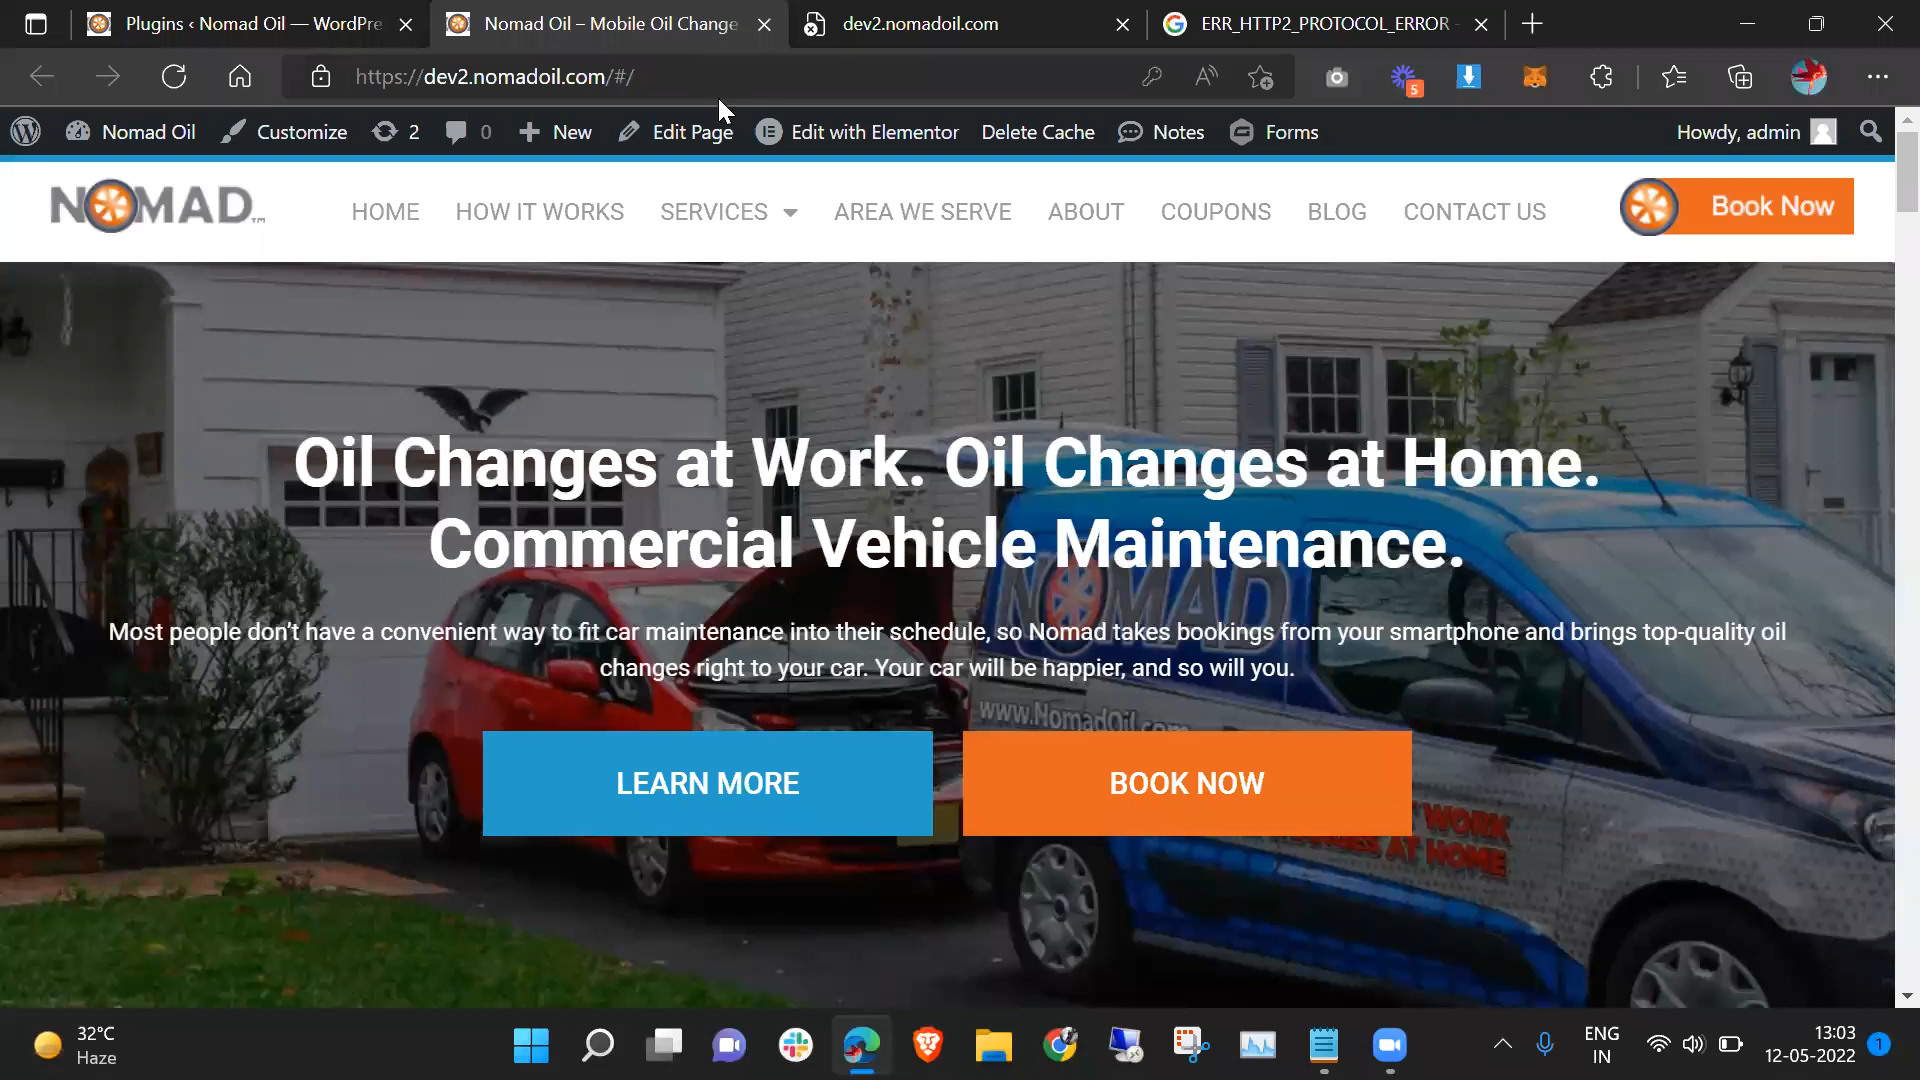 Plugins ‹ Nomad Oil — WordPre
Nomad Oil – Mobile Oil Change
dev2.nomadoil.com
ERR_HTTP2_PROTOCOL_ERROR -
https://dev2.nomadoil.com/#/
5
Nomad Oil
Customize
2
0
New
Edit Page
Edit with Elementor
Delete Cache
Notes
Forms
Howdy, admin
NOMAD™
HOME
HOW IT WORKS
SERVICES
AREA WE SERVE
ABOUT
COUPONS
BLOG
CONTACT US
Book Now
Oil Changes at Work. Oil Changes at Home.
Commercial Vehicle Maintenance.
NOMAD
Most people don’t have a convenient way to fit car maintenance into their schedule, so Nomad takes bookings from your smartphone and brings top-quality oil
changes right to your car. Your car will be happier, and so will you.
www.NomadOil.com
LEARN MORE
BOOK NOW
WORK
AT HOME
32°C
Haze
ENG
IN
13:03
12-05-2022
1